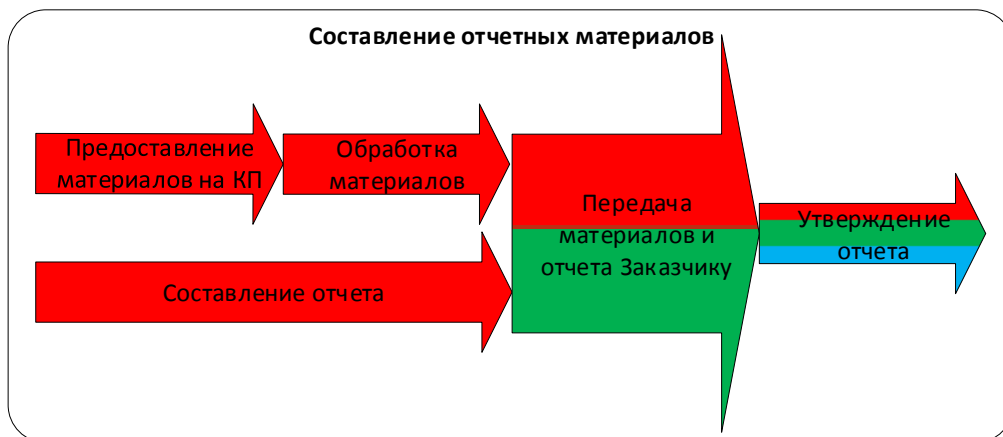 Составление отчетных материалов
Предоставление
материалов на КП
Обработка
материалов
Составление отчета
Передача
материалов и
отчета Заказчику
Утверждение
отчета